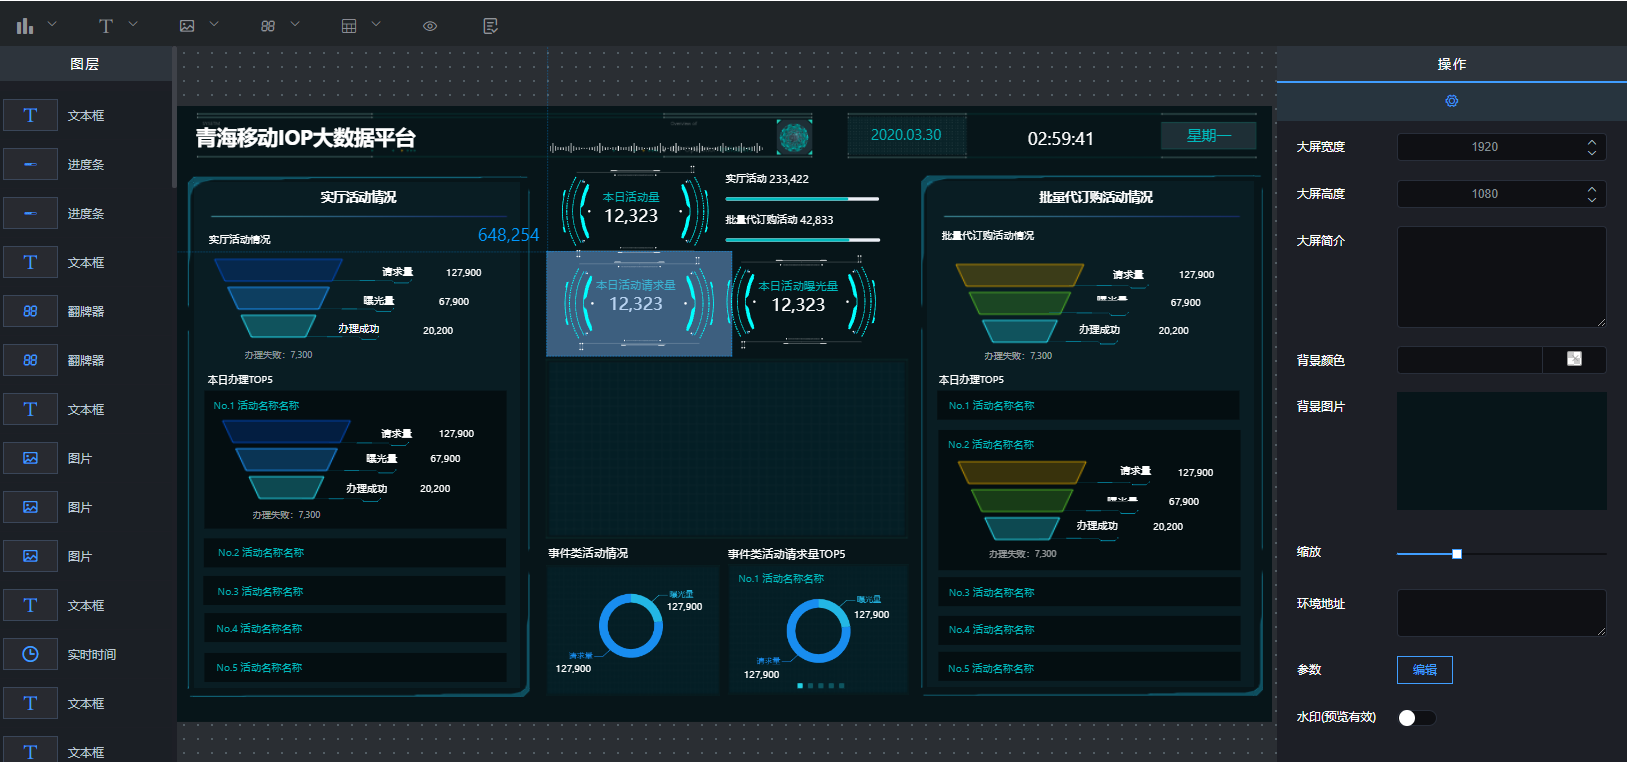 T
图层
操作
T 文本框
进度条
进度条
T 文本框
翻牌器
翻牌器
T 文本框
图片
图片
图片
T 文本框
实时时间
T 文本框
T 文本框
青海移动IOP大数据平台
2020.03.30
02:59:41
星期一
实厅活动情况
实厅活动情况
648,254
请求量 127,900
曝光量 67,900
办理成功 20,200
办理失败：7,300
本日办理TOP5
No.1 活动名称名称
请求量 127,900
曝光量 67,900
办理成功 20,200
办理失败：7,300
No.2 活动名称名称
No.3 活动名称名称
No.4 活动名称名称
No.5 活动名称名称
本日活动量
12,323
实厅活动 233,422
批量代订购活动 42,833
本日活动请求量
12,323
本日活动曝光量
12,323
事件类活动情况
曝光量
127,900
请求量
127,900
事件类活动请求量TOP5
No.1 活动名称名称
曝光量
127,900
请求量
127,900
批量代订购活动情况
批量代订购活动情况
请求量 127,900
67,900
办理成功 20,200
办理失败：7,300
本日办理TOP5
No.1 活动名称名称
No.2 活动名称名称
请求量 127,900
67,900
办理成功 20,200
办理失败：7,300
No.3 活动名称名称
No.4 活动名称名称
No.5 活动名称名称
大屏宽度 1920
大屏高度 1080
大屏简介
背景颜色
背景图片
缩放
环境地址
参数 编辑
水印(预览有效)